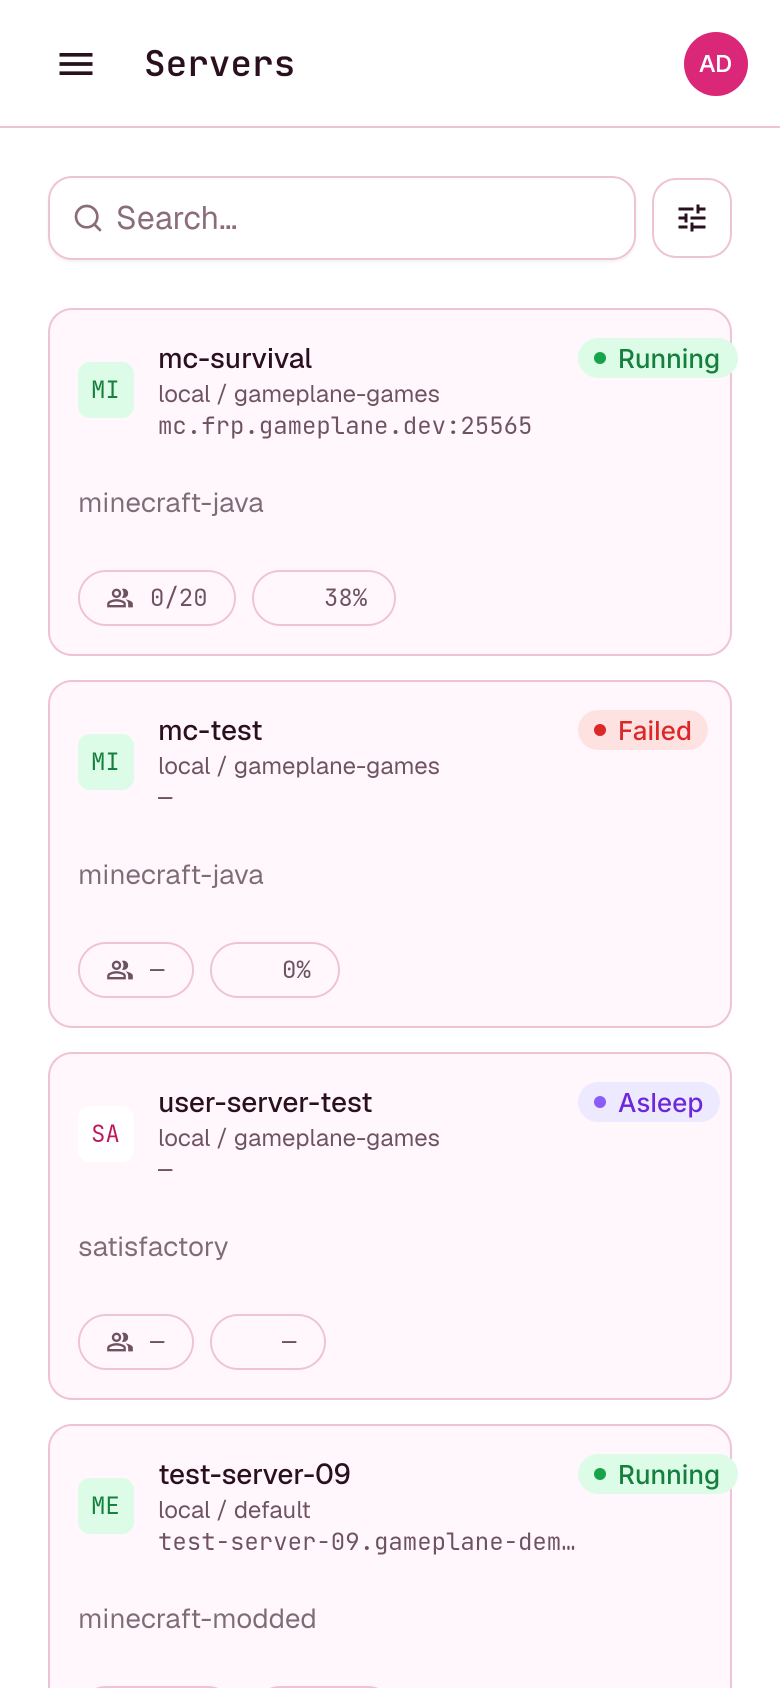 Servers
AD
Search...
mc-survival
Running
MI
local / gameplane-games
mc.frp.gameplane.dev:25565
minecraft-java
0/20
38%
mc-test
Failed
MI
local / gameplane-games
—
minecraft-java
—
0%
user-server-test
Asleep
SA
local / gameplane-games
—
satisfactory
—
—
test-server-09
Running
ME
local / default
test-server-09.gameplane-dem…
minecraft-modded